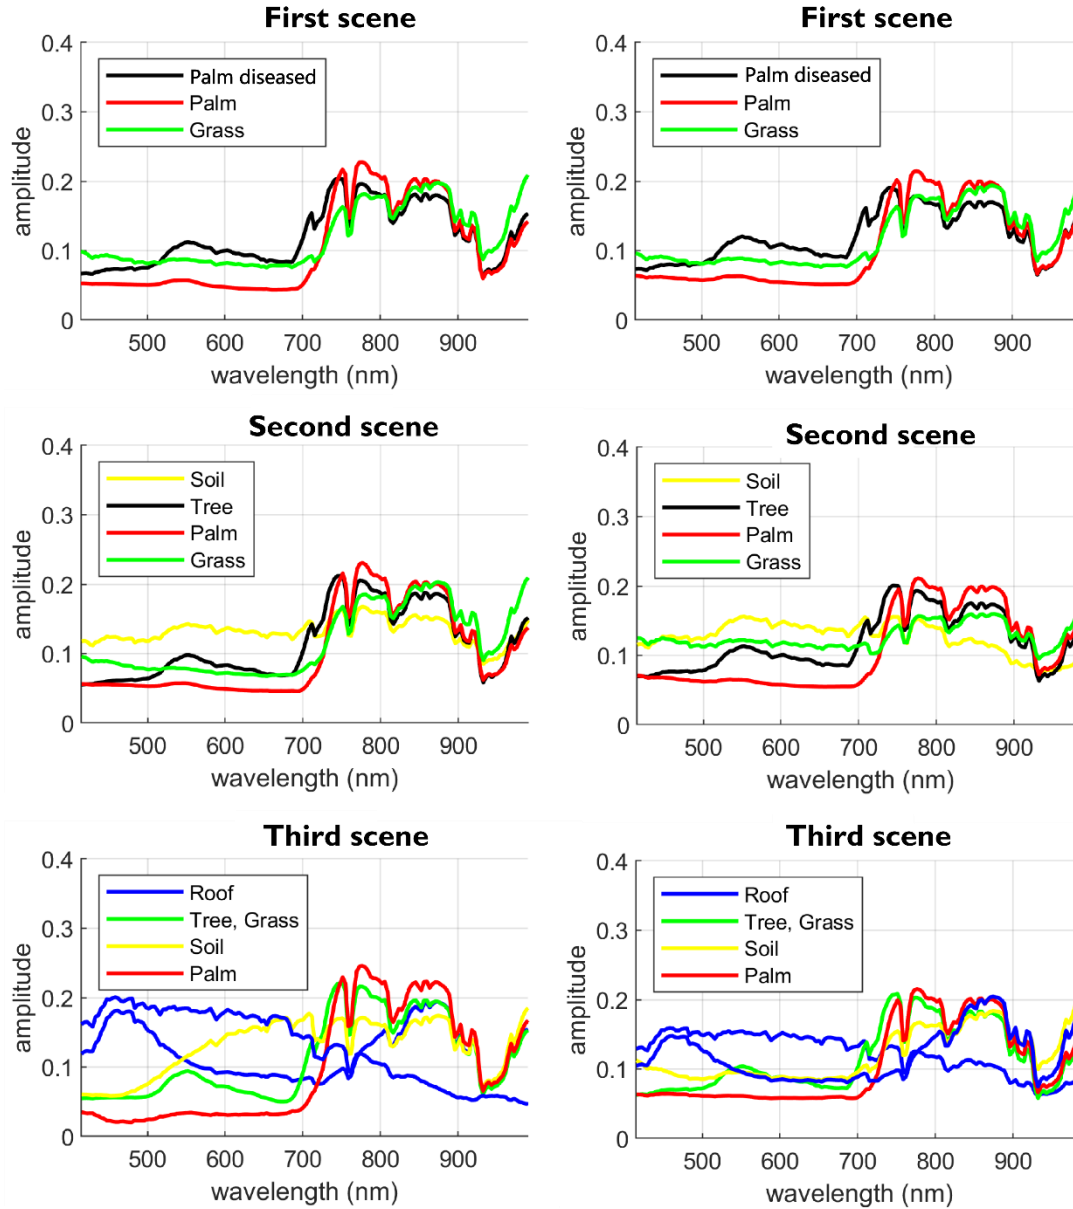 First scene
0.4
0.3
0.2
0.1
0
amplitude
Palm diseased
Palm
Grass
500 600 700 800 900
wavelength (nm)
First scene
0.4
0.3
0.2
0.1
0
amplitude
Palm diseased
Palm
Grass
500 600 700 800 900
wavelength (nm)
Second scene
0.4
0.3
0.2
0.1
0
amplitude
Soil
Tree
Palm
Grass
500 600 700 800 900
wavelength (nm)
Second scene
0.4
0.3
0.2
0.1
0
amplitude
Soil
Tree
Palm
Grass
500 600 700 800 900
wavelength (nm)
Third scene
0.4
0.3
0.2
0.1
0
amplitude
Roof
Tree, Grass
Soil
Palm
500 600 700 800 900
wavelength (nm)
Third scene
0.4
0.3
0.2
0.1
0
amplitude
Roof
Tree, Grass
Soil
Palm
500 600 700 800 900
wavelength (nm)